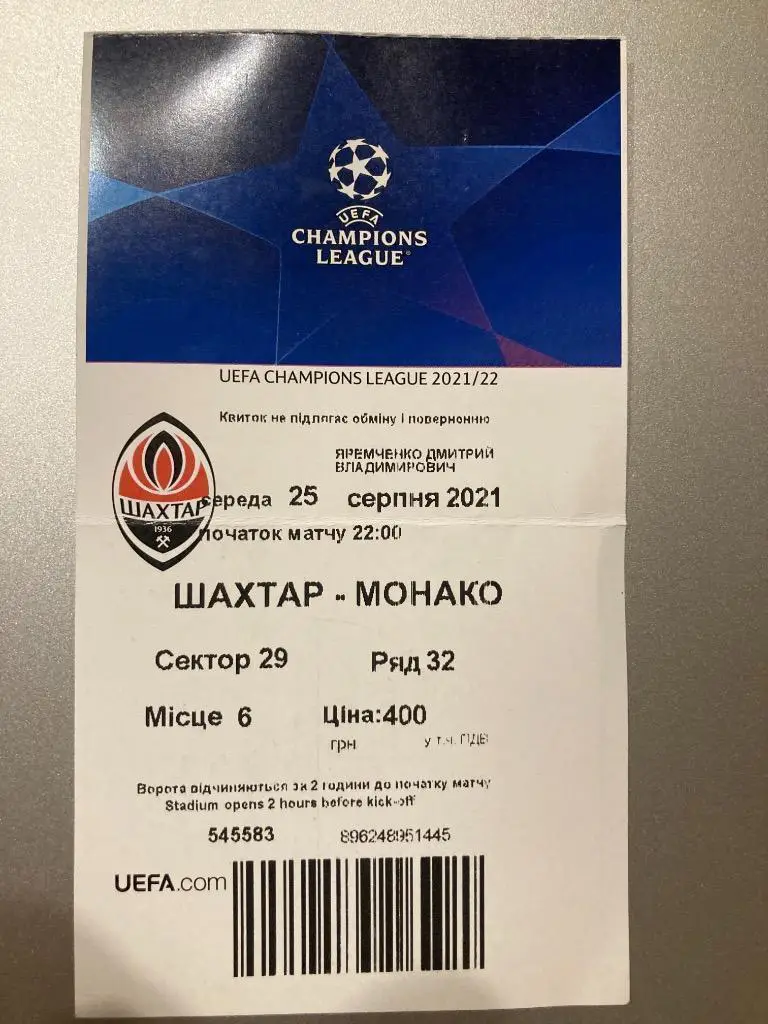 UEFA
CHAMPIONS
LEAGUE
UEFA CHAMPIONS LEAGUE 2021/22
Квиток не підлягає обміну і поверненню
ЯРЕМЧЕНКО ДМИТРИЙ
ВЛАДИМИРОВИЧ
ШАХТАР
1936
середа 25 серпня 2021
початок матчу 22:00
ШАХТАР - МОНАКО
Сектор 29 Ряд 32
Місце 6 Ціна:400
грн у т.ч. ПДВ
Ворота відчиняються за 2 години до початку матчу
Stadium opens 2 hours before kick-off
545583 896248951445
UEFA.com